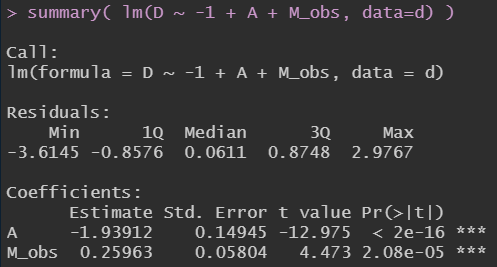 > summary( lm(D ~ -1 + A + M_obs, data=d) )
Call:
lm(formula = D ~ -1 + A + M_obs, data = d)
Residuals:
    Min      1Q  Median      3Q     Max
-3.6145 -0.8576  0.0611  0.8748  2.9767
Coefficients:
      Estimate Std. Error t value Pr(>|t|)
A     -1.93912    0.14945 -12.975  < 2e-16 ***
M_obs  0.25963    0.05804   4.473 2.08e-05 ***